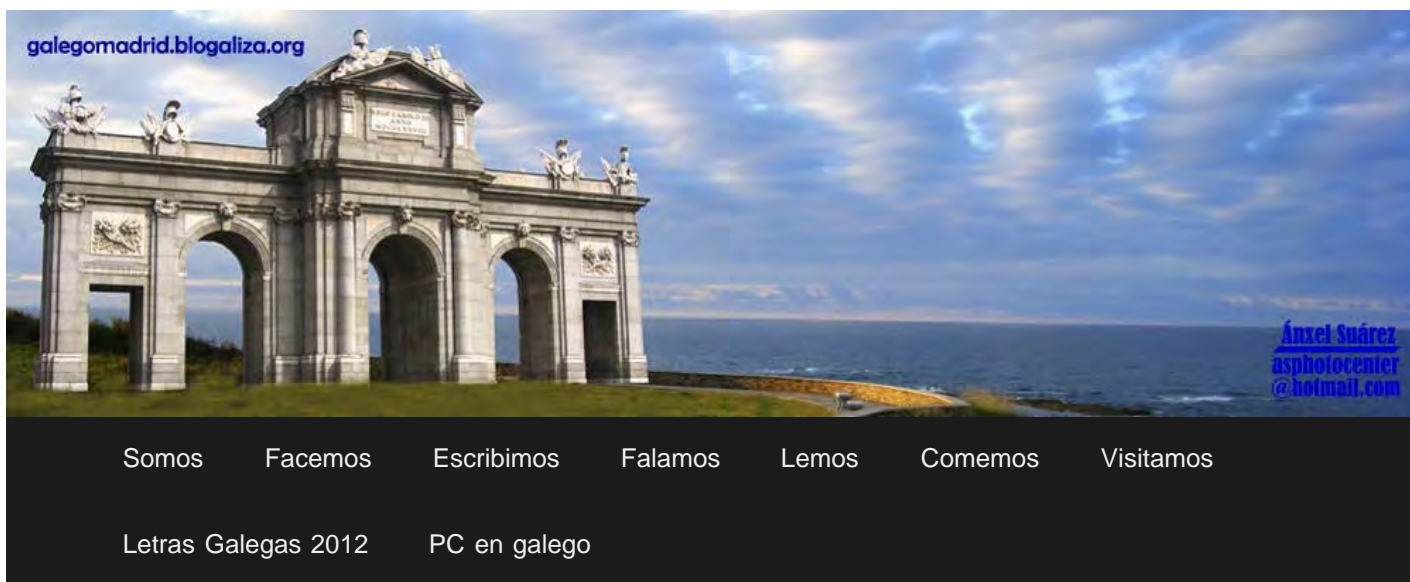 galegomadrid.blogaliza.org
Ánxel Suárez
asphotocenter
@hotmail.com
Somos Facemos Escribimos Falamos Lemos Comemos Visitamos
Letras Galegas 2012 PC en galego